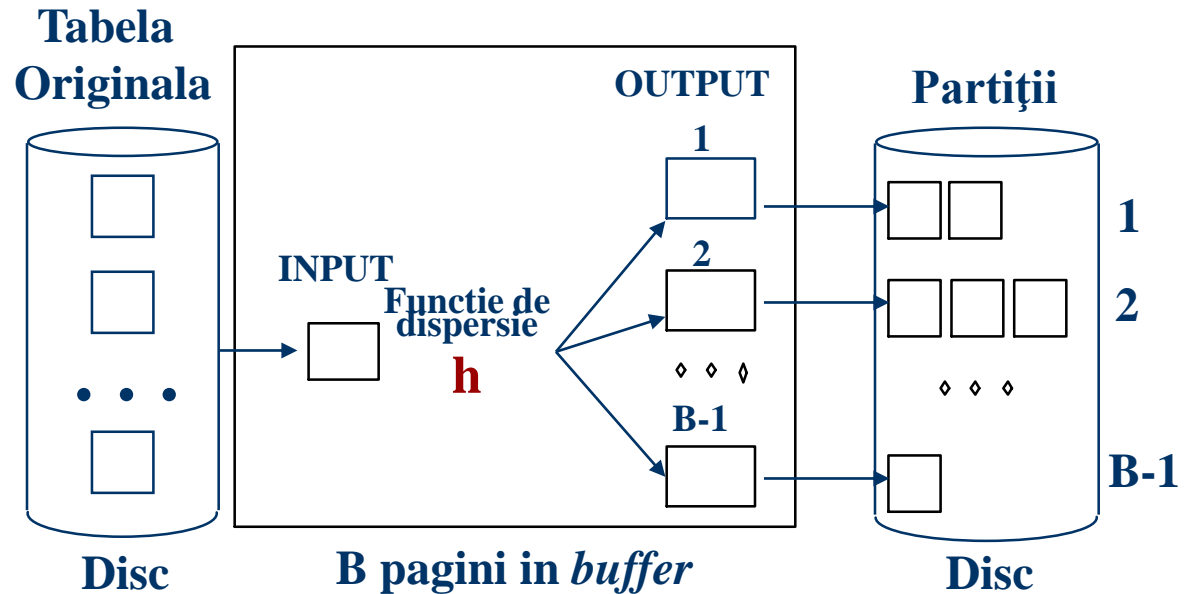 Tabela
Originala
OUTPUT
Partiţii
1
1
INPUT
2
Functie de
dispersie
2
h
B-1
B-1
Disc
B pagini in buffer
Disc